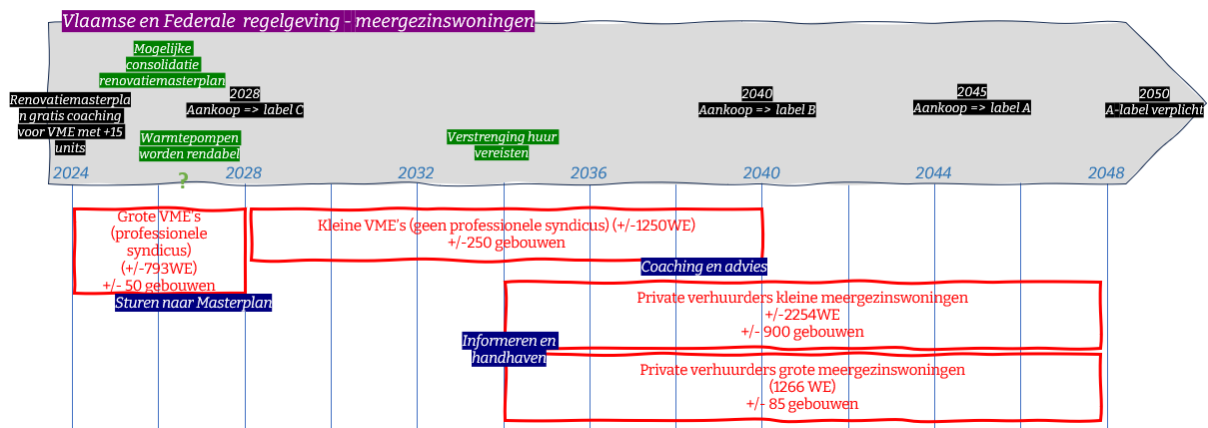 Vlaamse en Federale regelgeving - meergezinswoningen
Mogelijke
consolidatie
renovatiemasterplan
Renovatiemasterpla
n gratis coaching
voor VME met +15
units
2028
Aankoop => label C
Warmtepompen
worden rendabel
?
Verstrenging huur
vereisten
2040
Aankoop => label B
2045
Aankoop => label A
2050
A-label verplicht
2024
2028
2032
2036
2040
2044
2048
Grote VME's
(professionele
syndicus)
(+/-793WE)
+/- 50 gebouwen
Sturen naar Masterplan
Kleine VME's (geen professionele syndicus) (+/-1250WE)
+/-250 gebouwen
Coaching en advies
Private verhuurders kleine meergezinswoningen
+/-2254WE
+/- 900 gebouwen
Informeren en
handhaven
Private verhuurders grote meergezinswoningen
(1266 WE)
+/- 85 gebouwen